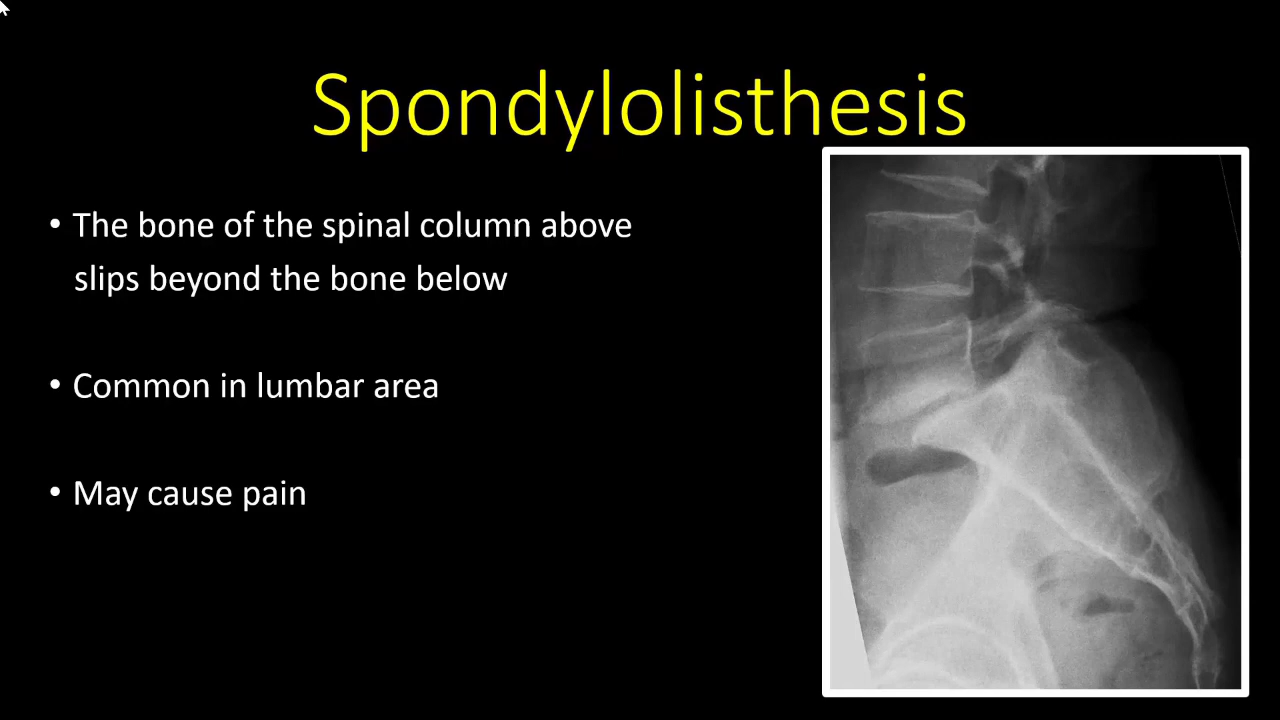 Spondylolisthesis
• The bone of the spinal column above
slips beyond the bone below
• Common in lumbar area
• May cause pain